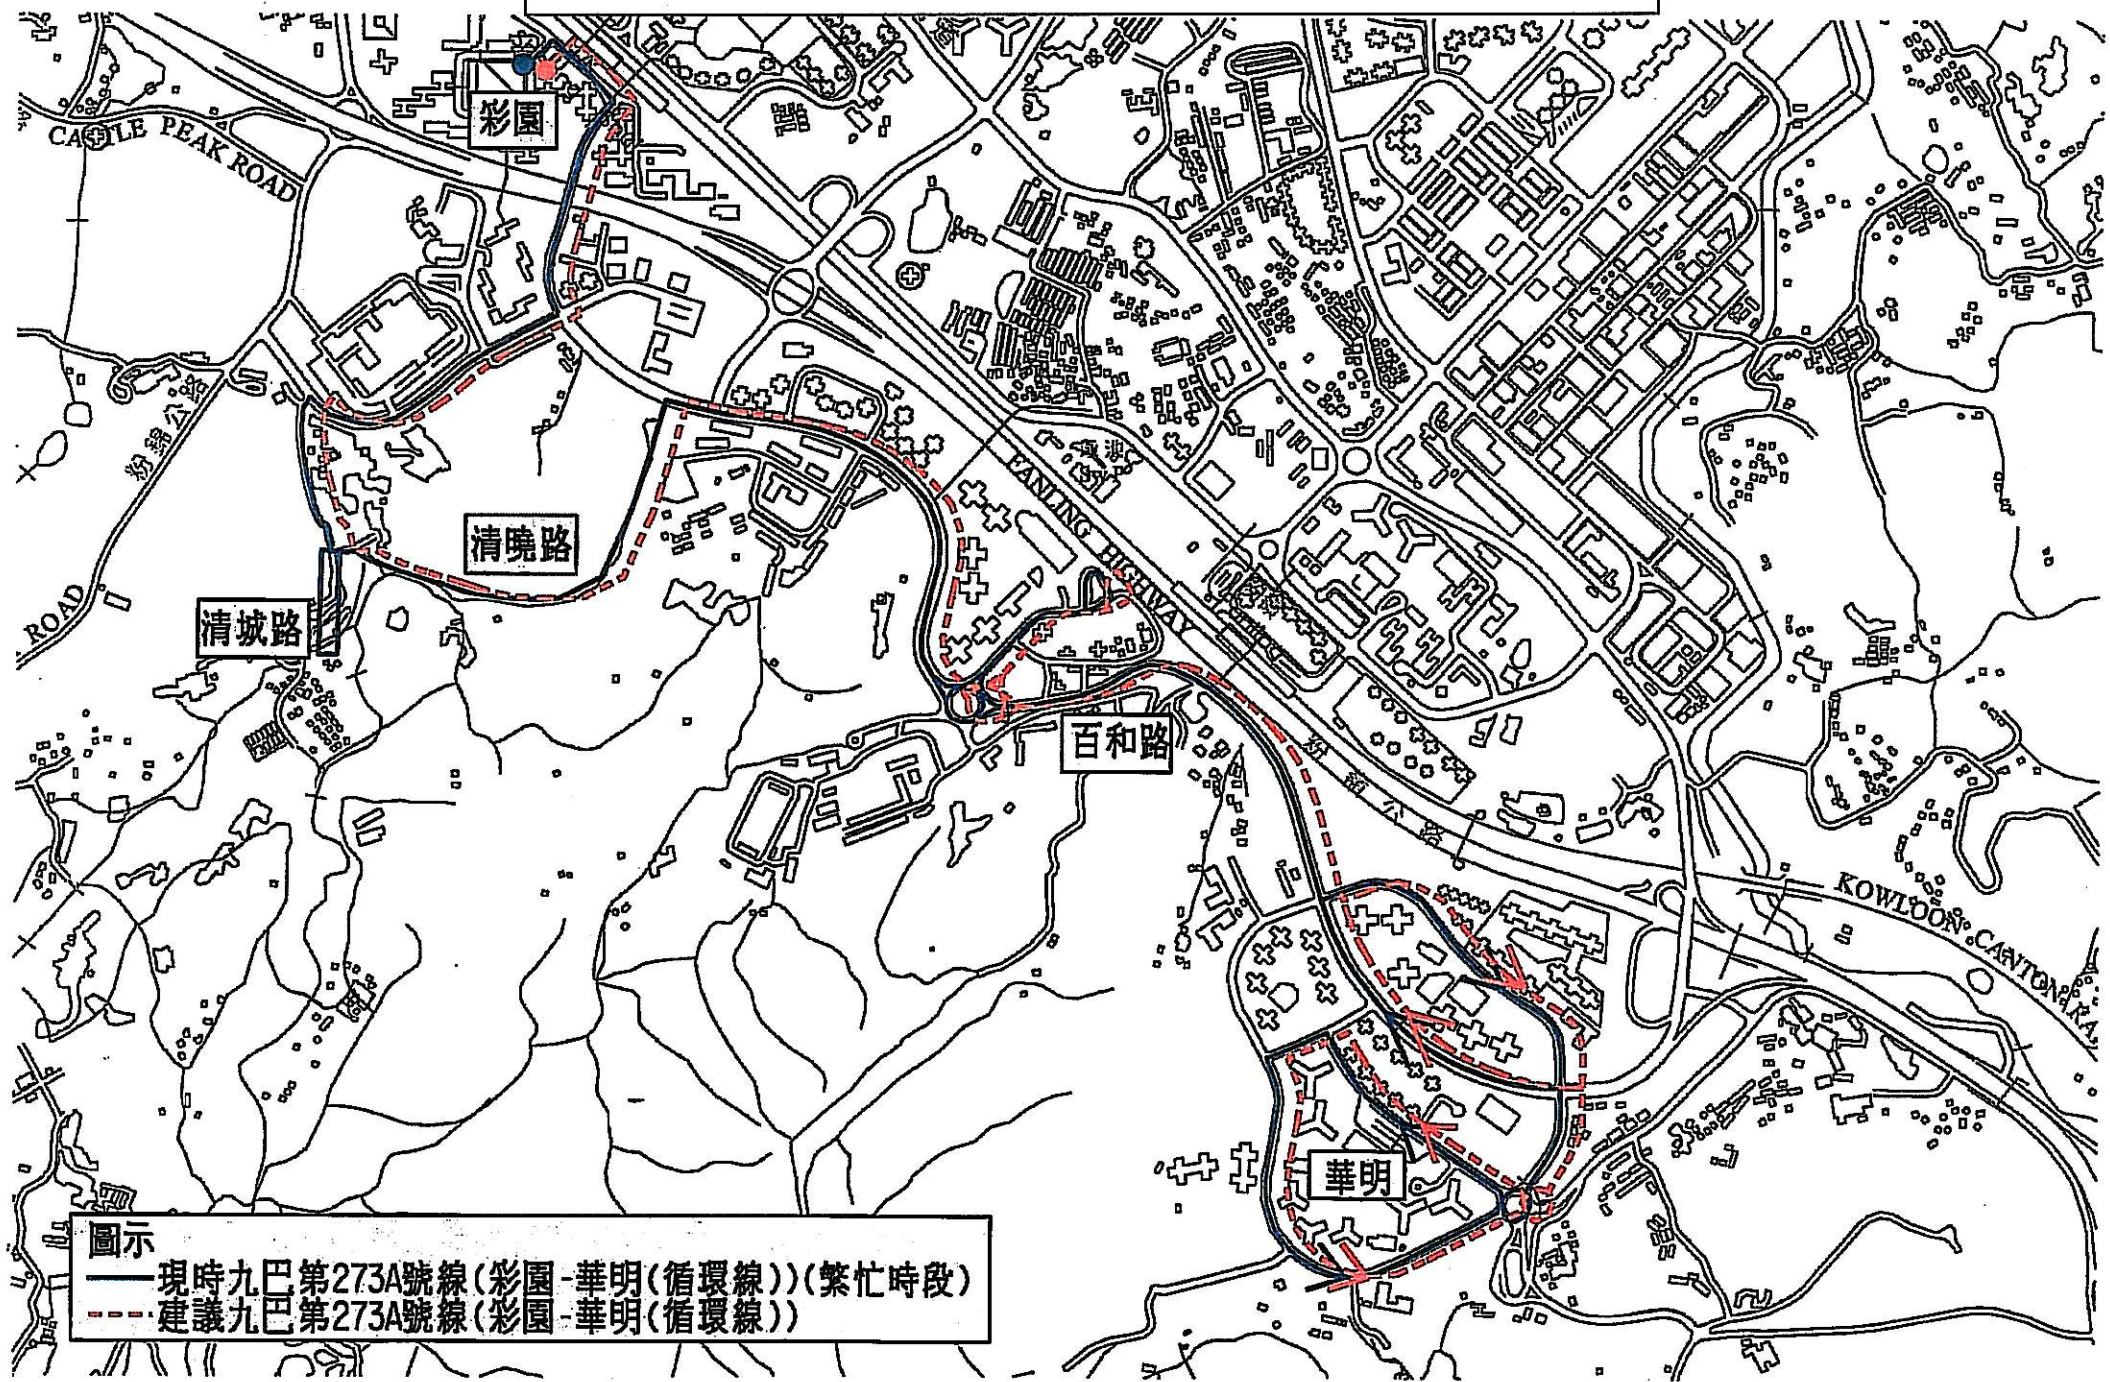 彩園
CASTLE PEAK ROAD
粉錦公路
清曉路
FANLING HIGHWAY
ROAD
清城路
百和路
粉嶺公路
KOWLOON CANTON RA
華明
圖示
現時九巴第273A號線(彩園-華明(循環線))(繁忙時段)
建議九巴第273A號線(彩園-華明(循環線))